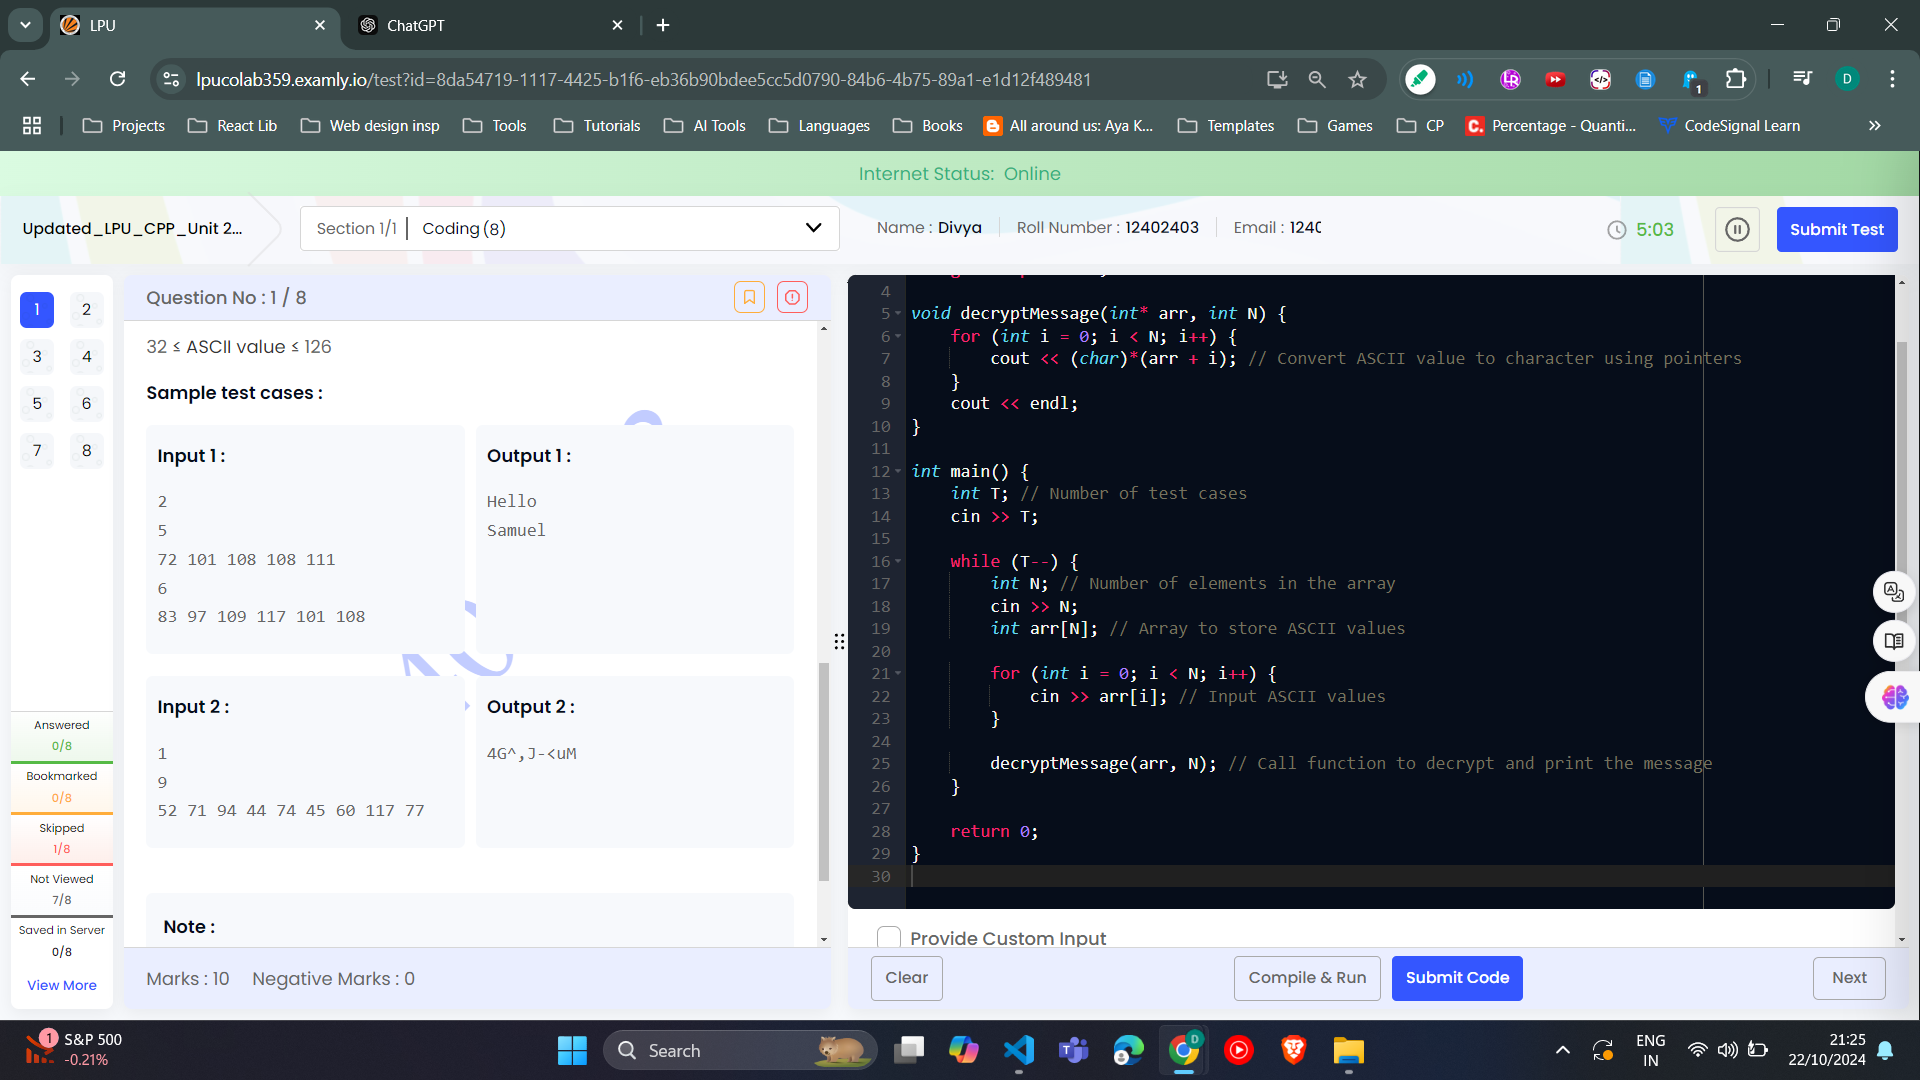 LPU
ChatGPT
lpucolab359.examly.io/test?id=8da54719-1117-4425-b1f6-eb36b90bdee5cc5d0790-84b6-4b75-89a1-e1d12f489481
1
D
Projects
React Lib
Web design insp
Tools
Tutorials
AI Tools
Languages
Books
All around us: Aya K...
Templates
Games
CP
Percentage - Quanti...
CodeSignal Learn
Internet Status: Online
Updated_LPU_CPP_Unit 2...
Section 1/1 | Coding (8)
Name : Divya
Roll Number : 12402403
Email : 1240
5:03
Submit Test
1 2
3 4
5 6
7 8
Answered
0/8
Bookmarked
0/8
Skipped
1/8
Not Viewed
7/8
Saved in Server
0/8
View More
Question No : 1 / 8
32 ≤ ASCII value ≤ 126
Sample test cases :
Input 1 :
2
5
72 101 108 108 111
6
83 97 109 117 101 108
Output 1 :
Hello
Samuel
Input 2 :
1
9
52 71 94 44 74 45 60 117 77
Output 2 :
4G^,J-<uM
Note :
Marks : 10 Negative Marks : 0
4
5 void decryptMessage(int* arr, int N) {
6 for (int i = 0; i < N; i++) {
7 cout << (char)*(arr + i); // Convert ASCII value to character using pointers
8 }
9 cout << endl;
10 }
11
12 int main() {
13 int T; // Number of test cases
14 cin >> T;
15
16 while (T--) {
17 int N; // Number of elements in the array
18 cin >> N;
19 int arr[N]; // Array to store ASCII values
20
21 for (int i = 0; i < N; i++) {
22 cin >> arr[i]; // Input ASCII values
23 }
24
25 decryptMessage(arr, N); // Call function to decrypt and print the message
26 }
27
28 return 0;
29 }
30
Provide Custom Input
Clear
Compile & Run
Submit Code
Next
1
S&P 500
-0.21%
Search
D
ENG
IN
21:25
22/10/2024